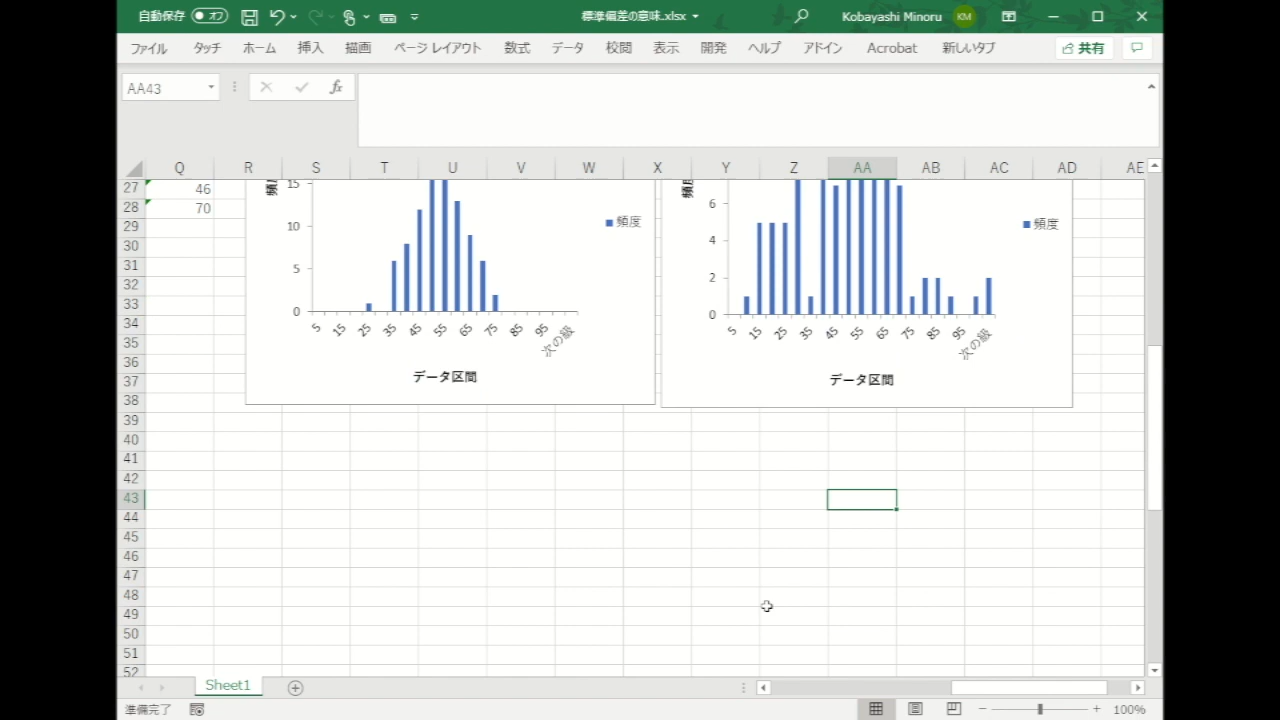 自動保存 オフ 標準偏差の意味.xlsx Kobayashi Minoru KM
ファイル タッチ ホーム 挿入 描画 ページ レイアウト 数式 データ 校閲 表示 開発 ヘルプ アドイン Acrobat 新しいタブ 共有
AA43 fx
Q R S T U V W X Y Z AA AB AC AD AE
27 46
28 70
29
30
31
32
33
34
35
36
37
38
39
40
41
42
43
44
45
46
47
48
49
50
51
52
頻度
15
10
5
0
5 15 25 35 45 55 65 75 85 95 次の級
データ区間
頻度
頻度
6
4
2
0
5 15 25 35 45 55 65 75 85 95 次の級
データ区間
頻度
Sheet1
準備完了 100%